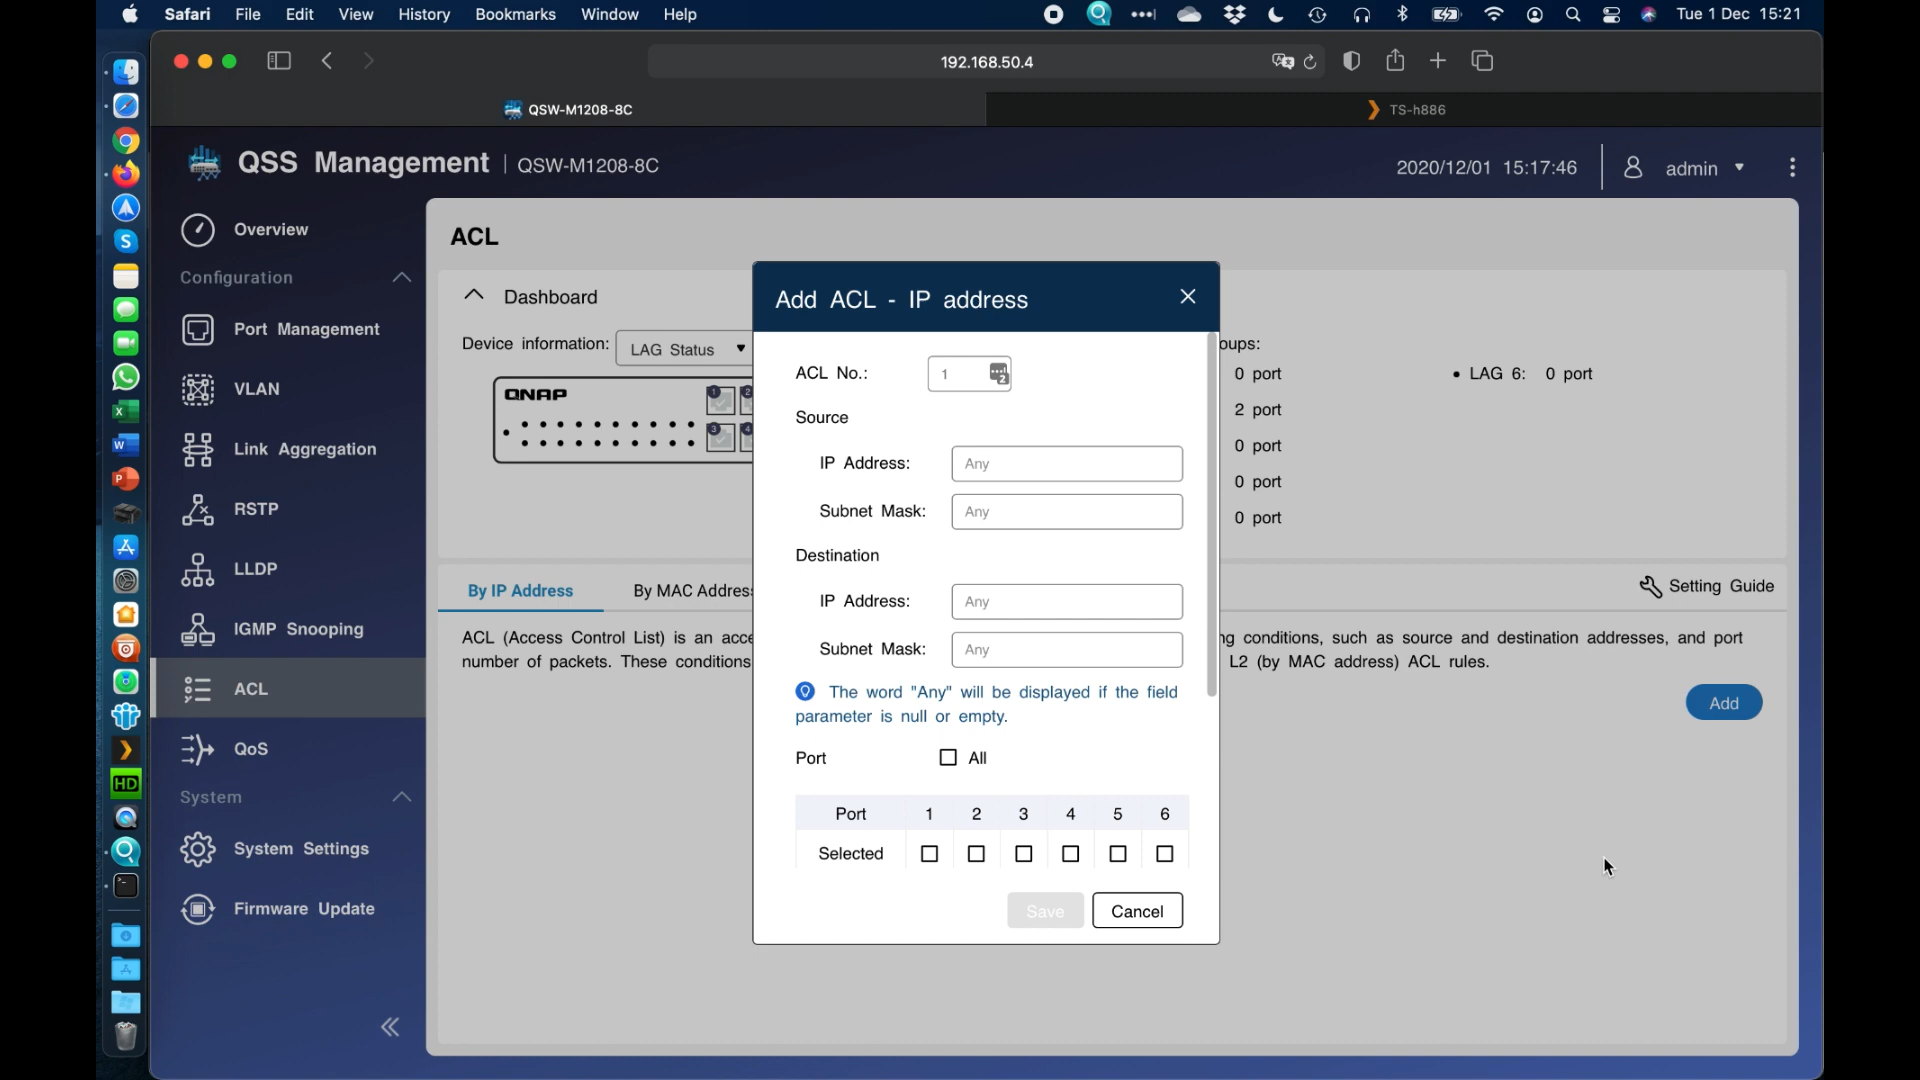 Safari File Edit View History Bookmarks Window Help Tue 1 Dec 15:21
192.168.50.4
QSW-M1208-8C
TS-h886
QSS Management | QSW-M1208-8C
2020/12/01 15:17:46
admin
Overview
Configuration
Port Management
VLAN
Link Aggregation
RSTP
LLDP
IGMP Snooping
ACL
QoS
System
System Settings
Firmware Update
ACL
Dashboard
Device information: LAG Status
QNAP
1
3
4
oups:
0 port
2 port
0 port
0 port
0 port
• LAG 6: 0 port
By IP Address
By MAC Address
Setting Guide
ACL (Access Control List) is an acce
ng conditions, such as source and destination addresses, and port
number of packets. These conditions
L2 (by MAC address) ACL rules.
Add
Add ACL - IP address
ACL No.: 1
Source
IP Address: Any
Subnet Mask: Any
Destination
IP Address: Any
Subnet Mask: Any
The word "Any" will be displayed if the field
parameter is null or empty.
Port All
Port 1 2 3 4 5 6
Selected
Save Cancel
HD